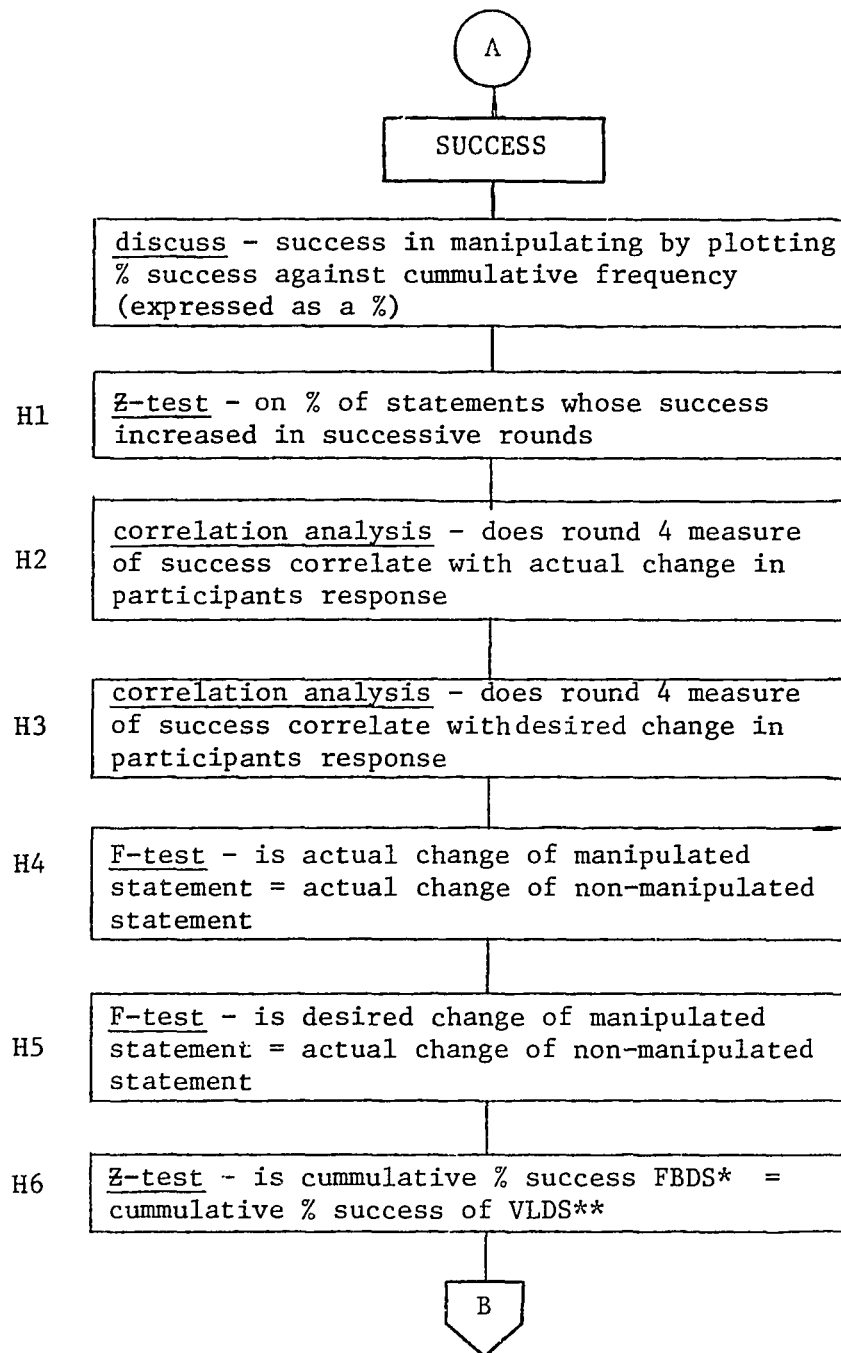 A
SUCCESS
discuss - success in manipulating by plotting
% success against cummulative frequency
(expressed as a %)
H1
Z-test - on % of statements whose success
increased in successive rounds
H2
correlation analysis - does round 4 measure
of success correlate with actual change in
participants response
H3
correlation analysis - does round 4 measure
of success correlate with desired change in
participants response
H4
F-test - is actual change of manipulated
statement = actual change of non-manipulated
statement
H5
F-test - is desired change of manipulated
statement = actual change of non-manipulated
statement
H6
Z-test - is cummulative % success FBDS* =
cummulative % success of VLDS**
B